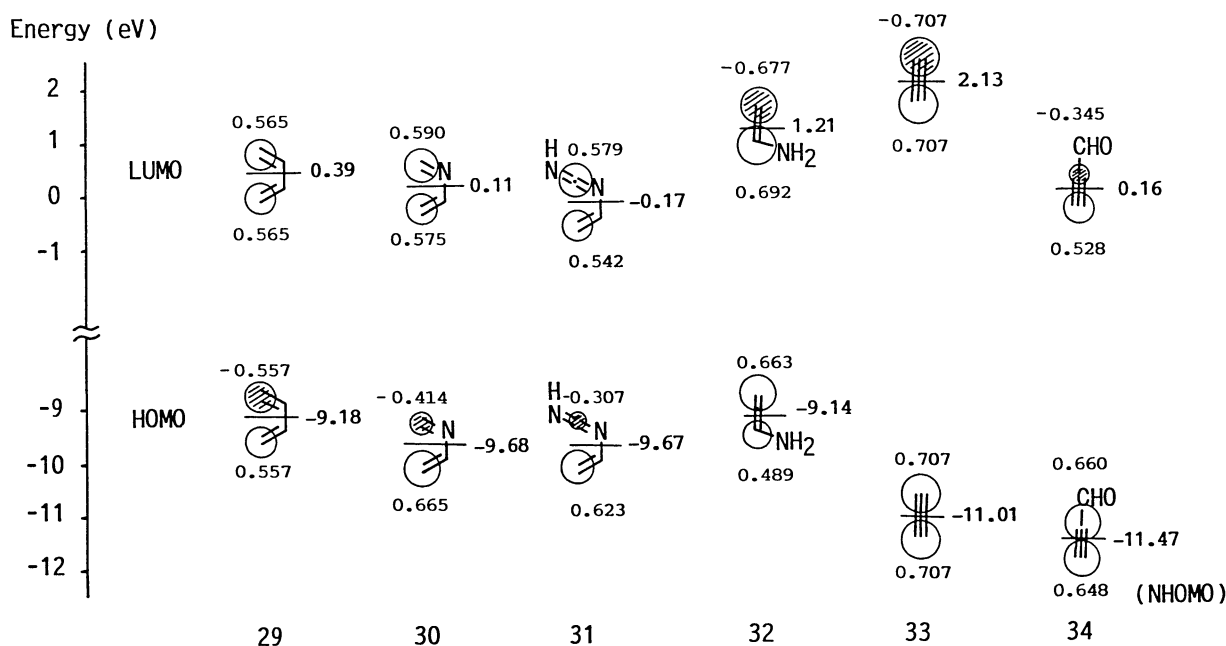 Energy (eV)
2
1
0
-1
-9
-10
-11
-12
LUMO
HOMO
0.565
0.39
0.565
0.590
N
0.11
0.575
H
N
0.579
N
-0.17
0.542
-0.677
1.21
NH2
0.692
-0.707
2.13
0.707
-0.345
CHO
0.16
0.528
-0.557
-9.18
0.557
-0.414
N
-9.68
0.665
H
N
-0.307
N
-9.67
0.623
0.663
-9.14
NH2
0.489
0.707
-11.01
0.707
0.660
CHO
-11.47
0.648
(NHOMO)
29 30 31 32 33 34